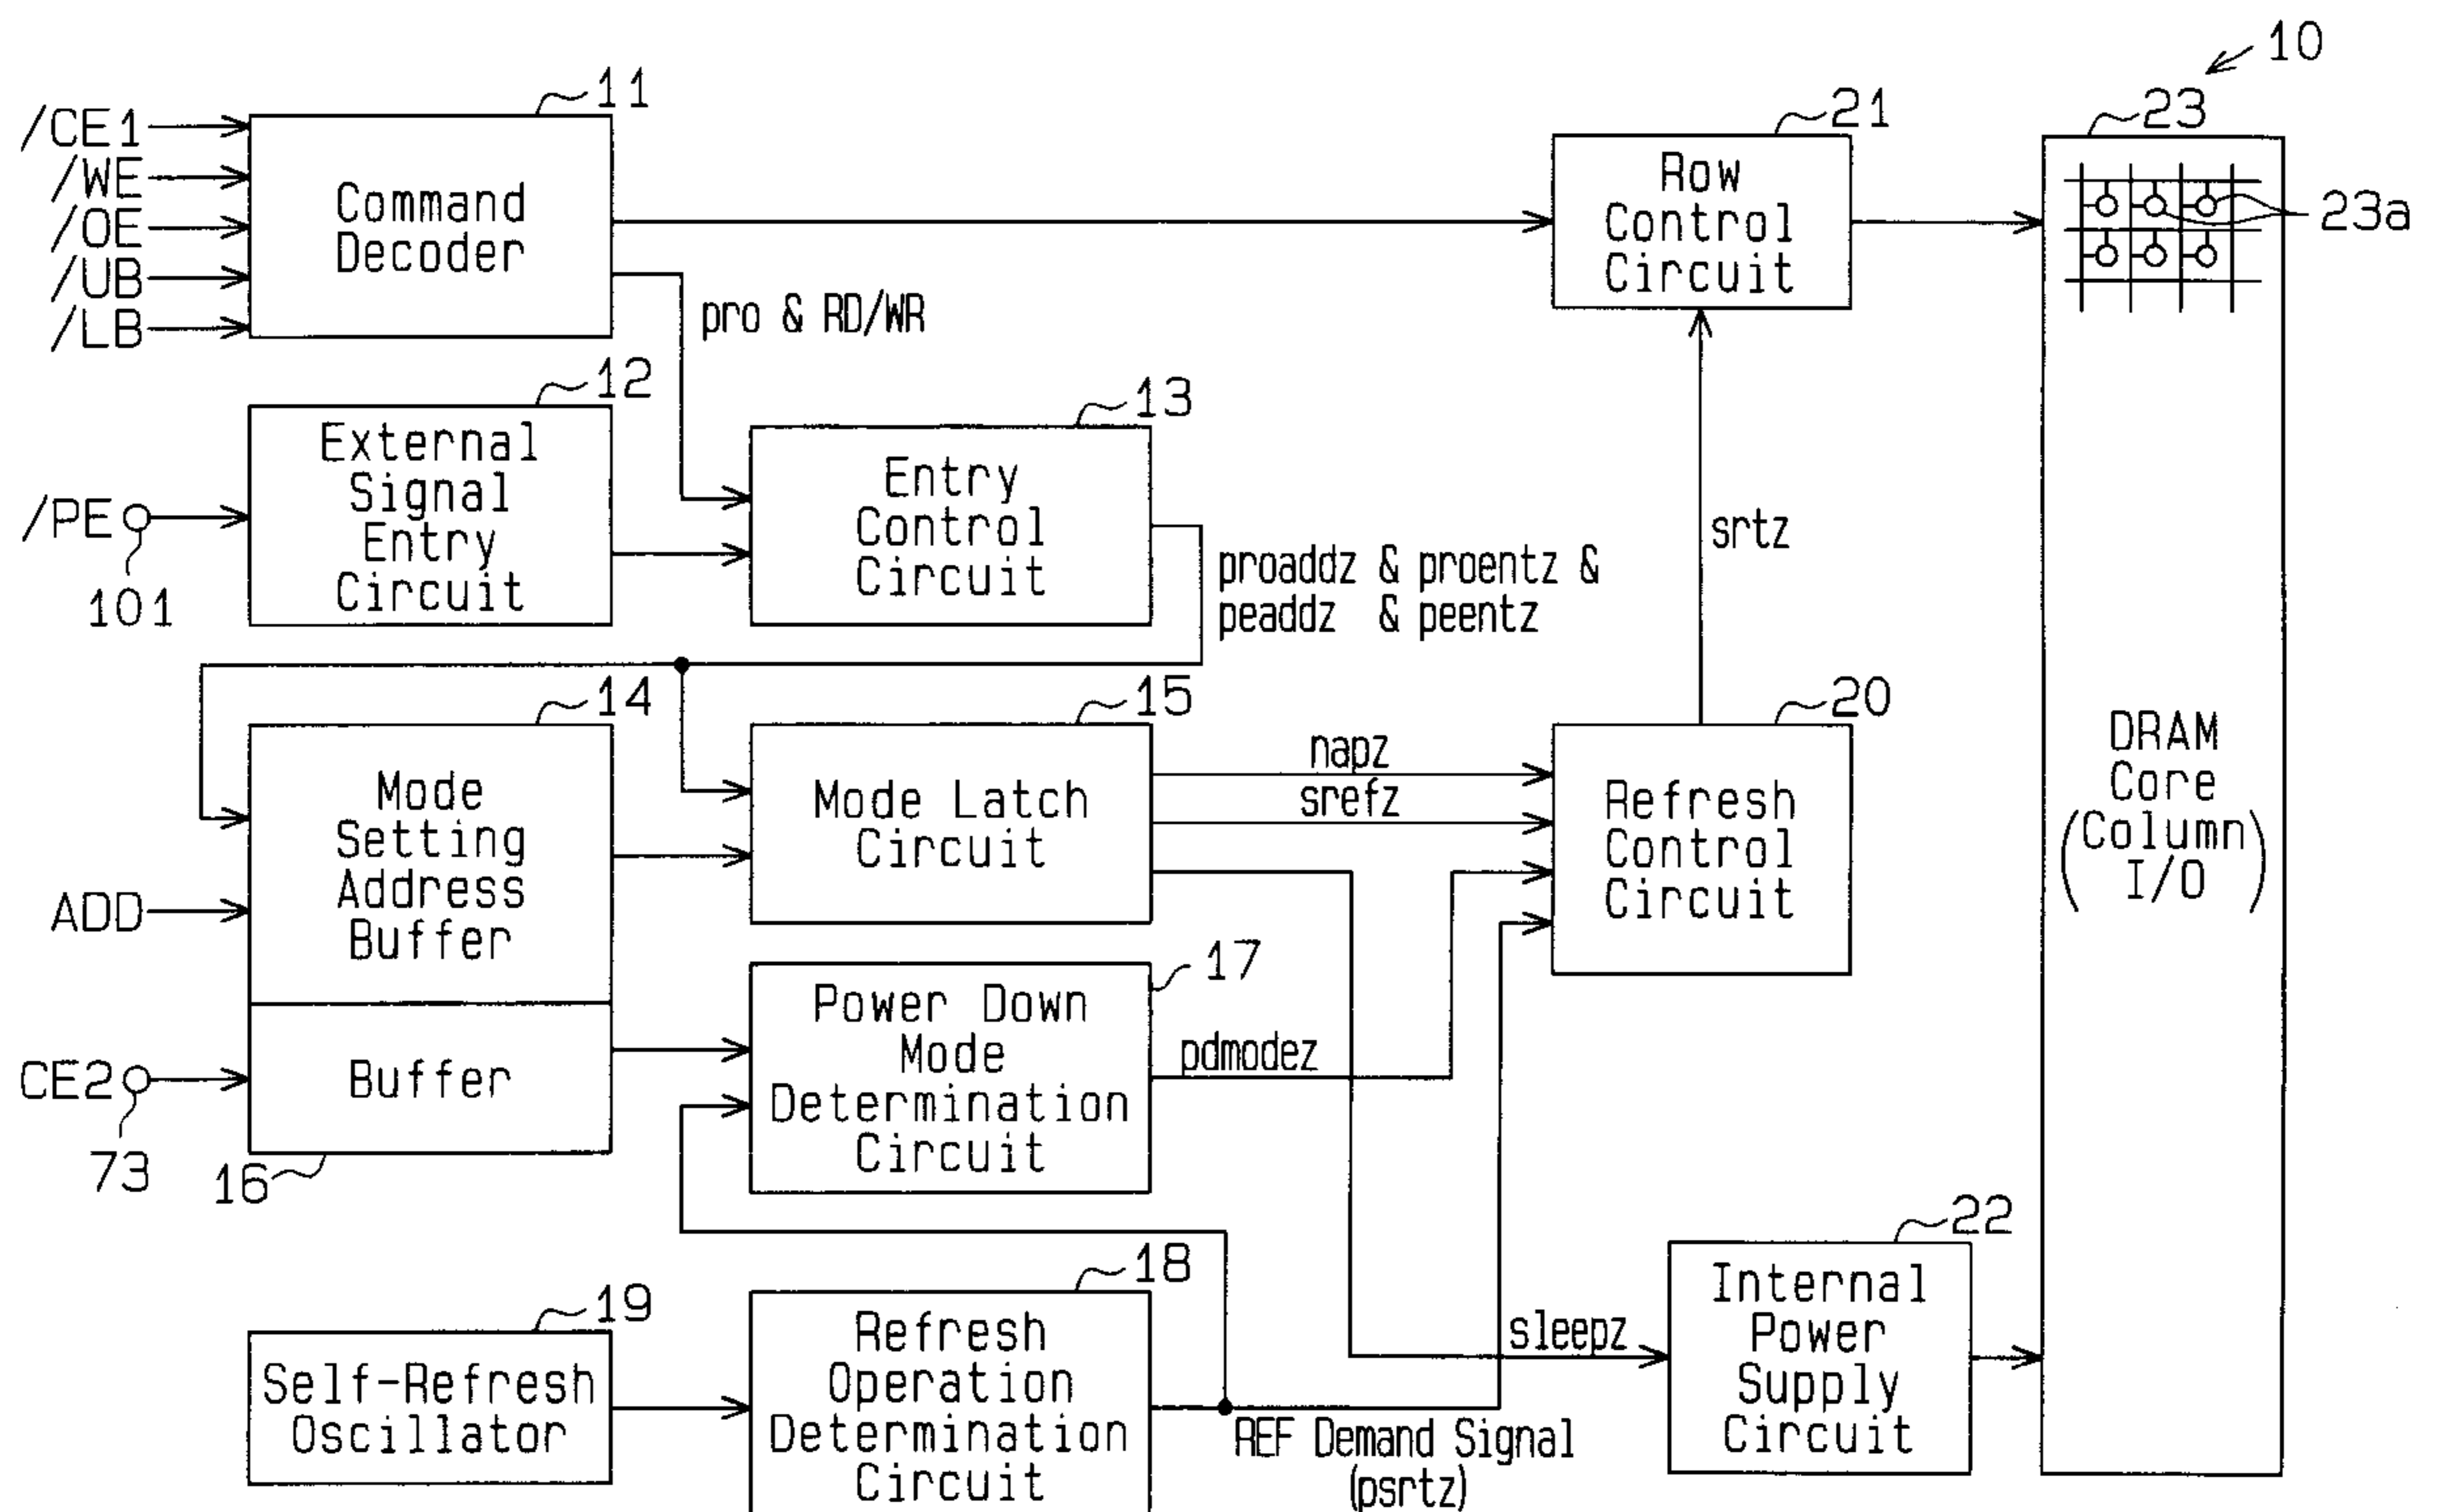 10
11
/CE1
/WE
/OE
/UB
/LB
Command
Decoder
pro & RD/WR
21
Row
Control
Circuit
23
23a
12
/PE
101
External
Signal
Entry
Circuit
13
Entry
Control
Circuit
proaddz & proentz &
peaddz & peentz
srtz
14
ADD
Mode
Setting
Address
Buffer
15
Mode Latch
Circuit
napz
srefz
20
Refresh
Control
Circuit
DRAM
Core
(Column
I/O)
CE2
73
Buffer
16
17
Power Down
Mode
Determination
Circuit
pdmodez
19
Self-Refresh
Oscillator
18
Refresh
Operation
Determination
Circuit
REF Demand Signal
(psrtz)
sleepz
22
Internal
Power
Supply
Circuit